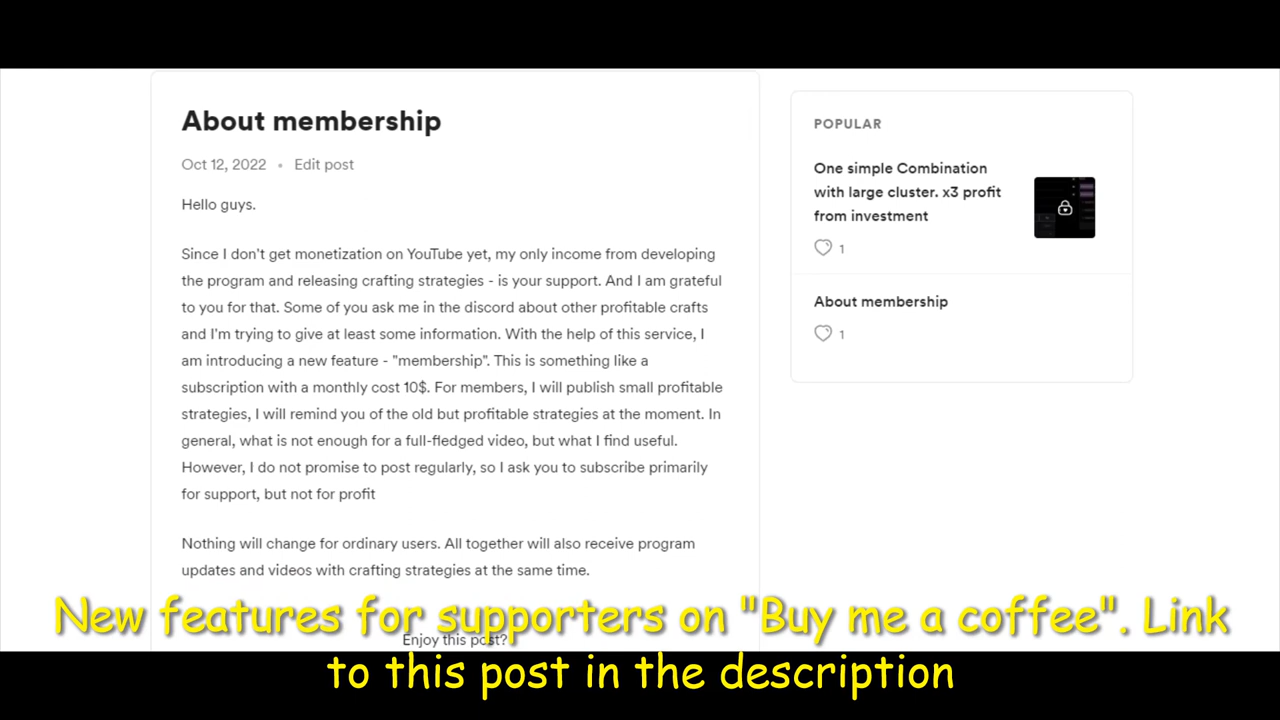 About membership
Oct 12, 2022 • Edit post
Hello guys.
Since I don't get monetization on YouTube yet, my only income from developing
the program and releasing crafting strategies - is your support. And I am grateful
to you for that. Some of you ask me in the discord about other profitable crafts
and I'm trying to give at least some information. With the help of this service, I
am introducing a new feature - "membership". This is something like a
subscription with a monthly cost 10$. For members, I will publish small profitable
strategies, I will remind you of the old but profitable strategies at the moment. In
general, what is not enough for a full-fledged video, but what I find useful.
However, I do not promise to post regularly, so I ask you to subscribe primarily
for support, but not for profit
Nothing will change for ordinary users. All together will also receive program
updates and videos with crafting strategies at the same time.
Enjoy this post?
POPULAR
One simple Combination
with large cluster. x3 profit
from investment
1
About membership
1
New features for supporters on "Buy me a coffee". Link
to this post in the description